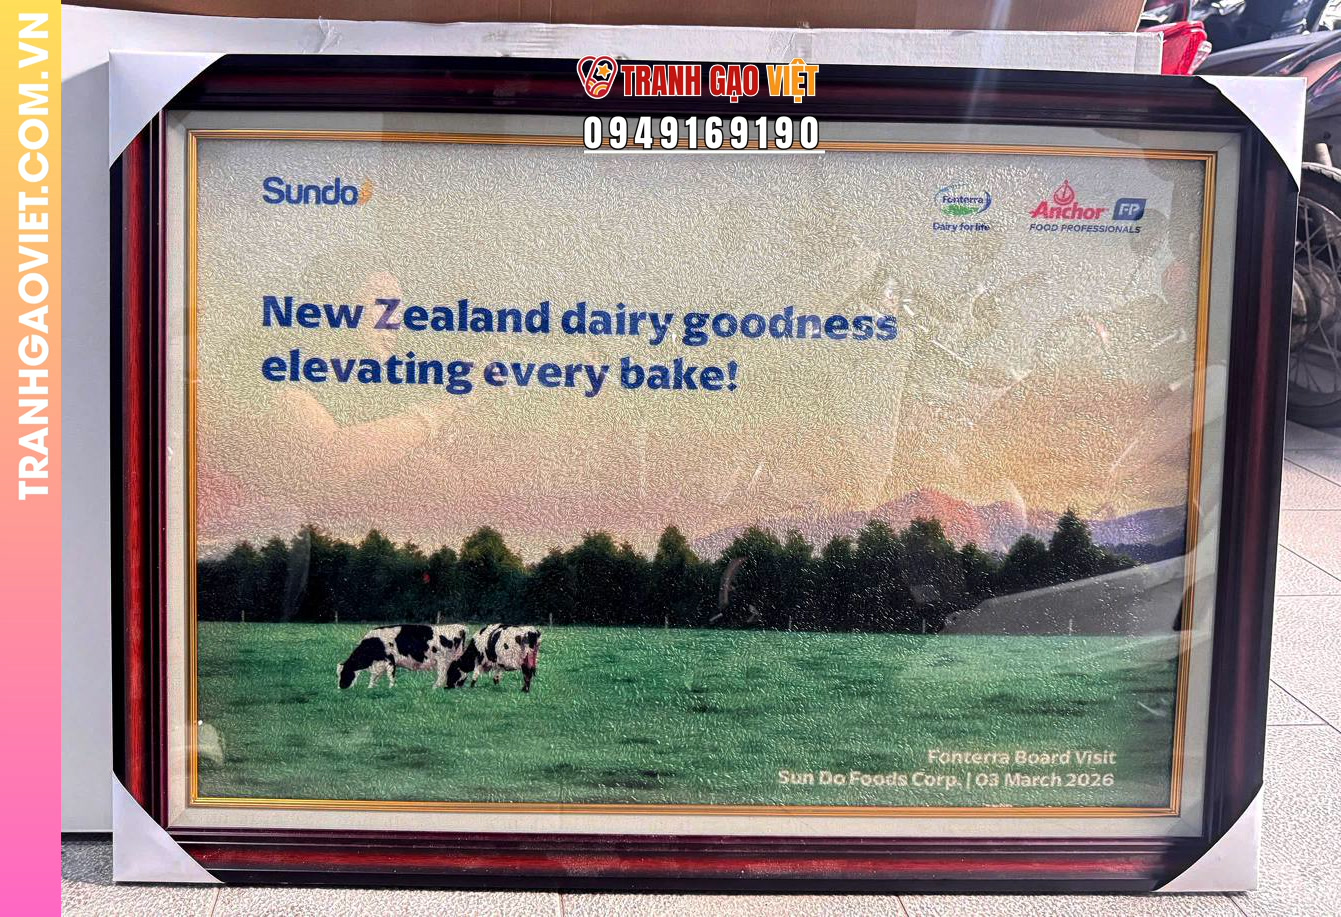 TRANHGAOVIET.COM.VN
TRANH GẠO VIỆT
0949169190
Sundo
Fonterra
Dairy for life
Anchor FP
FOOD PROFESSIONALS
New Zealand dairy goodness
elevating every bake!
Fonterra Board Visit
Sun Do Foods Corp. | 03 March 2026